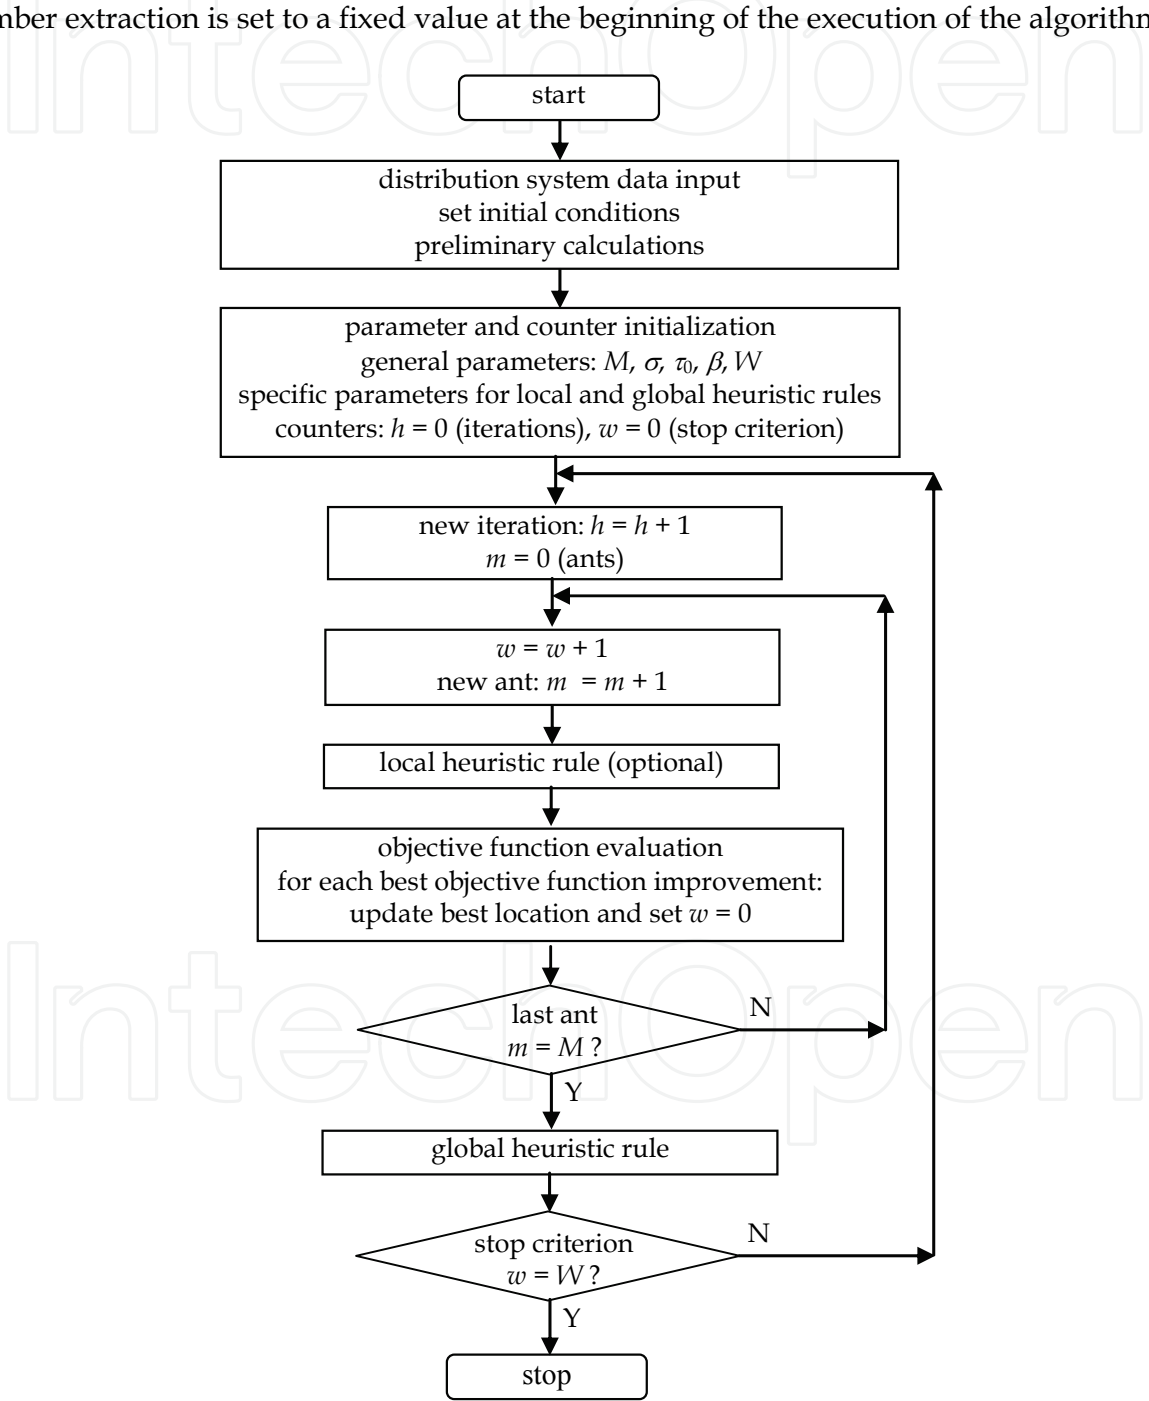 mber extraction is set to a fixed value at the beginning of the execution of the algorithm
start
distribution system data input
set initial conditions
preliminary calculations
parameter and counter initialization
general parameters: M, σ, τ0, β, W
specific parameters for local and global heuristic rules
counters: h = 0 (iterations), w = 0 (stop criterion)
new iteration: h = h + 1
m = 0 (ants)
w = w + 1
new ant: m = m + 1
local heuristic rule (optional)
objective function evaluation
for each best objective function improvement:
update best location and set w = 0
last ant
m = M ?
N
Y
global heuristic rule
stop criterion
w = W ?
N
Y
stop
IntechOpen
IntechOpen